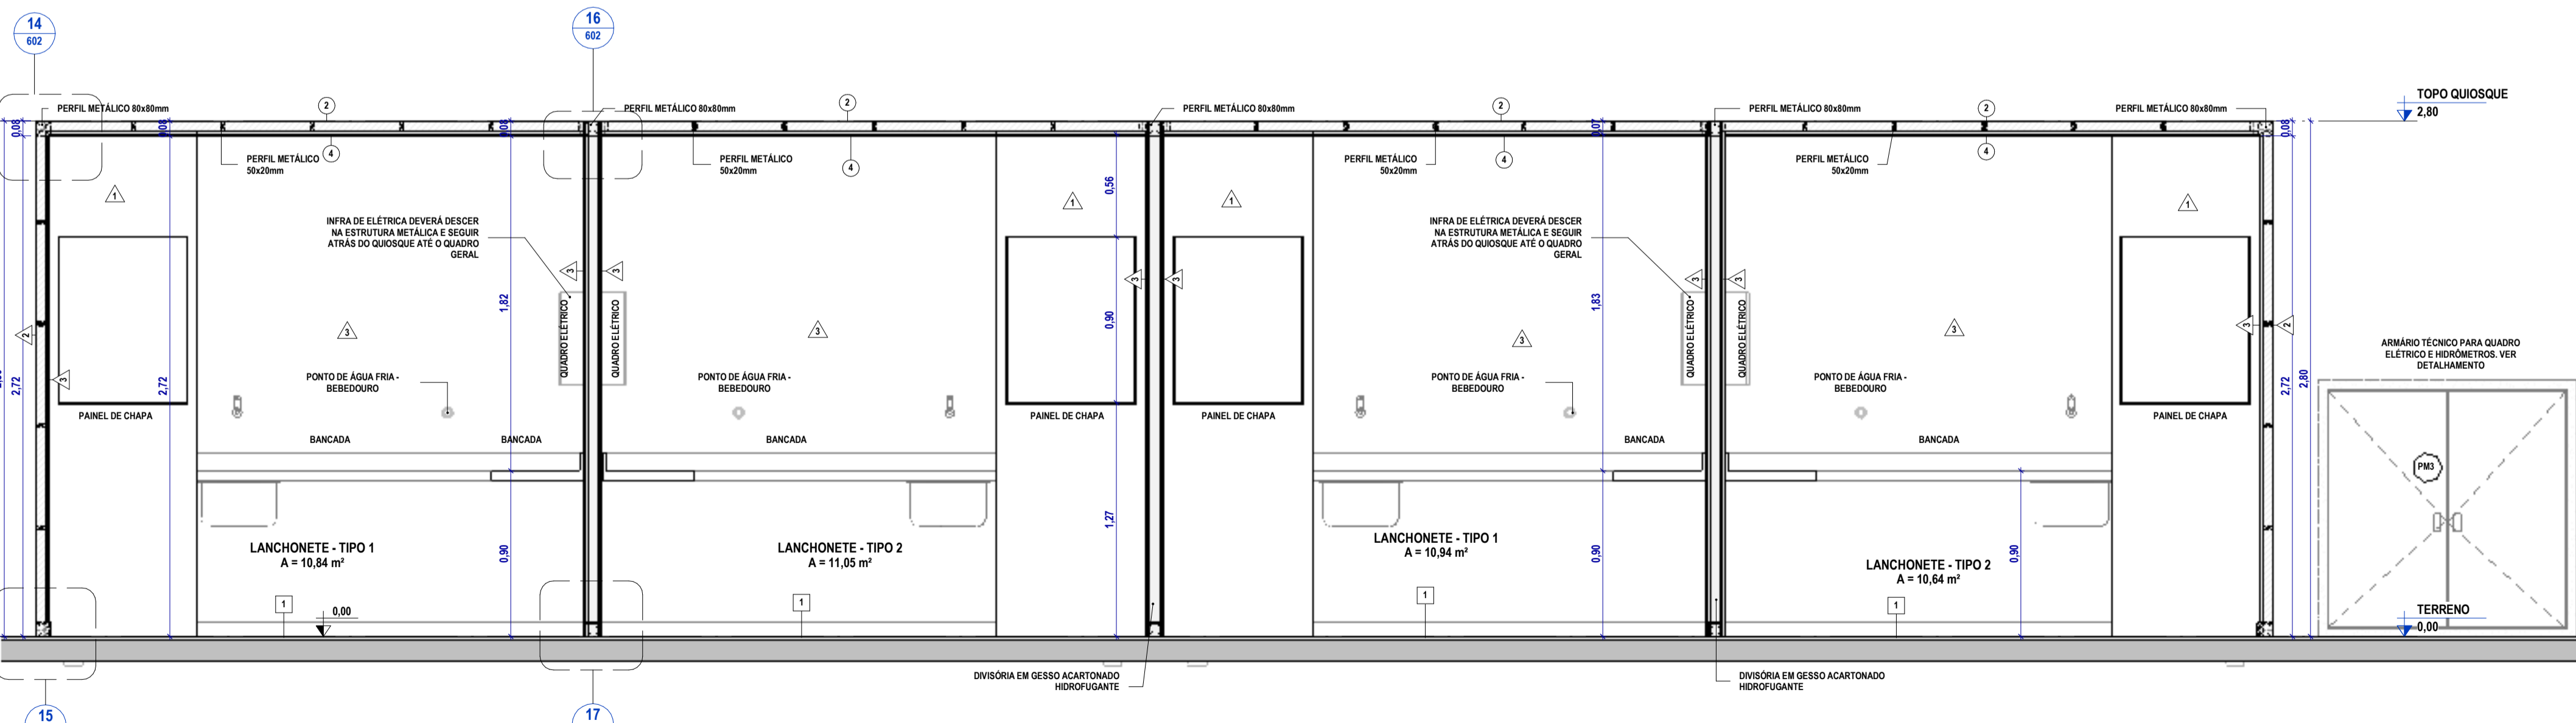 14
602
16
602
PERFIL METÁLICO 80x80mm
2
PERFIL METÁLICO 80x80mm
2
PERFIL METÁLICO 80x80mm
2
PERFIL METÁLICO 80x80mm
2
PERFIL METÁLICO 80x80mm
TOPO QUIOSQUE
2,80
0,08
0,08
0,08
0,07
0,08
PERFIL METÁLICO
50x20mm
4
PERFIL METÁLICO
50x20mm
4
PERFIL METÁLICO
50x20mm
4
PERFIL METÁLICO
50x20mm
4
1
1
1
1
0,56
INFRA DE ELÉTRICA DEVERÁ DESCER
NA ESTRUTURA METÁLICA E SEGUIR
ATRÁS DO QUIOSQUE ATÉ O QUADRO
GERAL
INFRA DE ELÉTRICA DEVERÁ DESCER
NA ESTRUTURA METÁLICA E SEGUIR
ATRÁS DO QUIOSQUE ATÉ O QUADRO
GERAL
3
3
3
3
3
3
1,82
0,90
1,83
QUADRO ELÉTRICO
QUADRO ELÉTRICO
QUADRO ELÉTRICO
QUADRO ELÉTRICO
2
3
3
3
3
3
2
3
2,72
2,72
2,72
2,80
PONTO DE ÁGUA FRIA -
BEBEDOURO
PONTO DE ÁGUA FRIA -
BEBEDOURO
PONTO DE ÁGUA FRIA -
BEBEDOURO
PONTO DE ÁGUA FRIA -
BEBEDOURO
ARMÁRIO TÉCNICO PARA QUADRO
ELÉTRICO E HIDRÔMETROS. VER
DETALHAMENTO
PAINEL DE CHAPA
PAINEL DE CHAPA
PAINEL DE CHAPA
PAINEL DE CHAPA
BANCADA
BANCADA
BANCADA
BANCADA
BANCADA
PM3
1,27
0,90
0,90
0,90
LANCHONETE - TIPO 1
A = 10,84 m²
LANCHONETE - TIPO 2
A = 11,05 m²
LANCHONETE - TIPO 1
A = 10,94 m²
LANCHONETE - TIPO 2
A = 10,64 m²
1
0,00
1
1
1
TERRENO
0,00
DIVISÓRIA EM GESSO ACARTONADO
HIDROFUGANTE
DIVISÓRIA EM GESSO ACARTONADO
HIDROFUGANTE
15
17